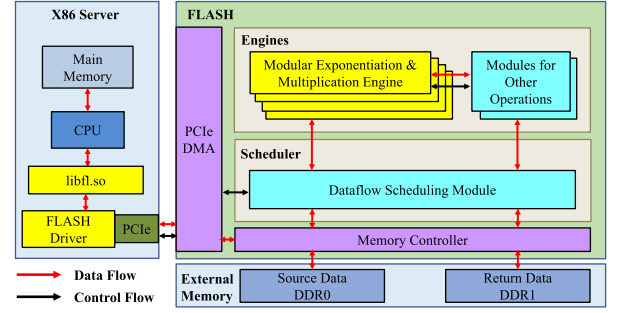 X86 Server
Main
Memory
CPU
libfl.so
FLASH
Driver
PCIe
Data Flow
Control Flow
FLASH
PCIe
DMA
Engines
Modular Exponentiation &
Multiplication Engine
Modules for
Other
Operations
Scheduler
Dataflow Scheduling Module
Memory Controller
External
Memory
Source Data
DDR0
Return Data
DDR1